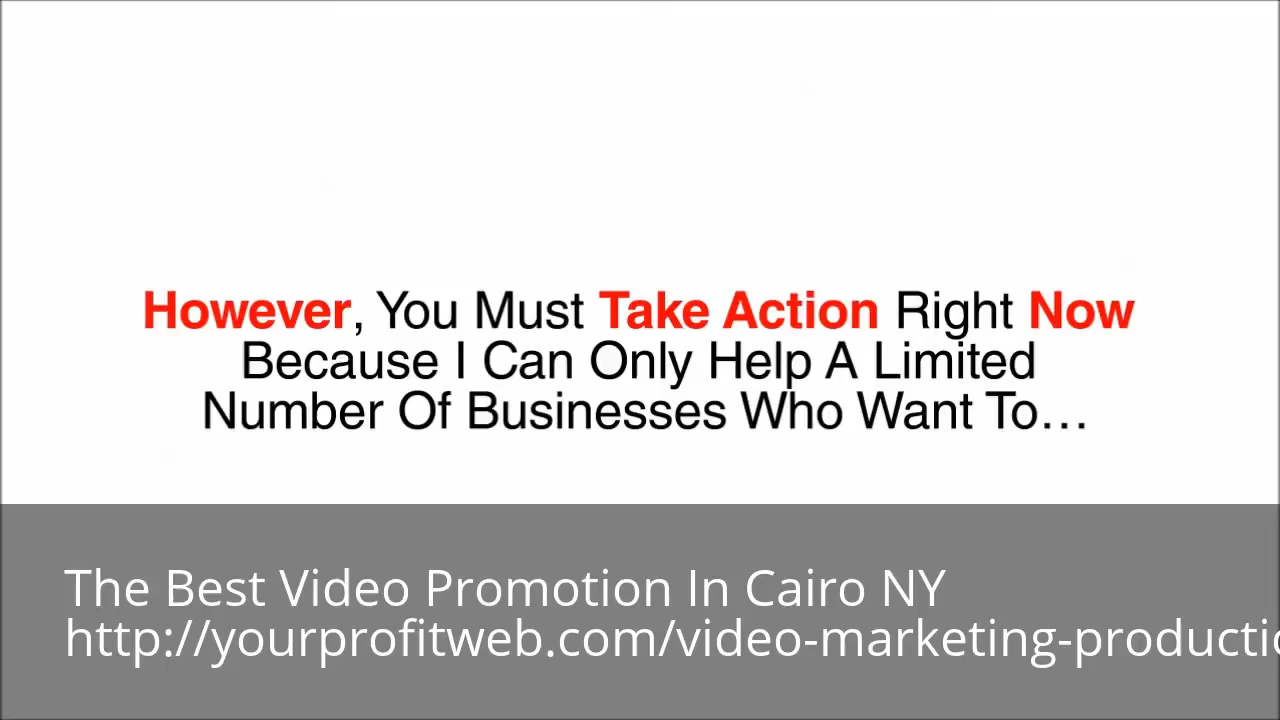 However, You Must Take Action Right Now
Because I Can Only Help A Limited
Number Of Businesses Who Want To…
The Best Video Promotion In Cairo NY
http://yourprofitweb.com/video-marketing-productio